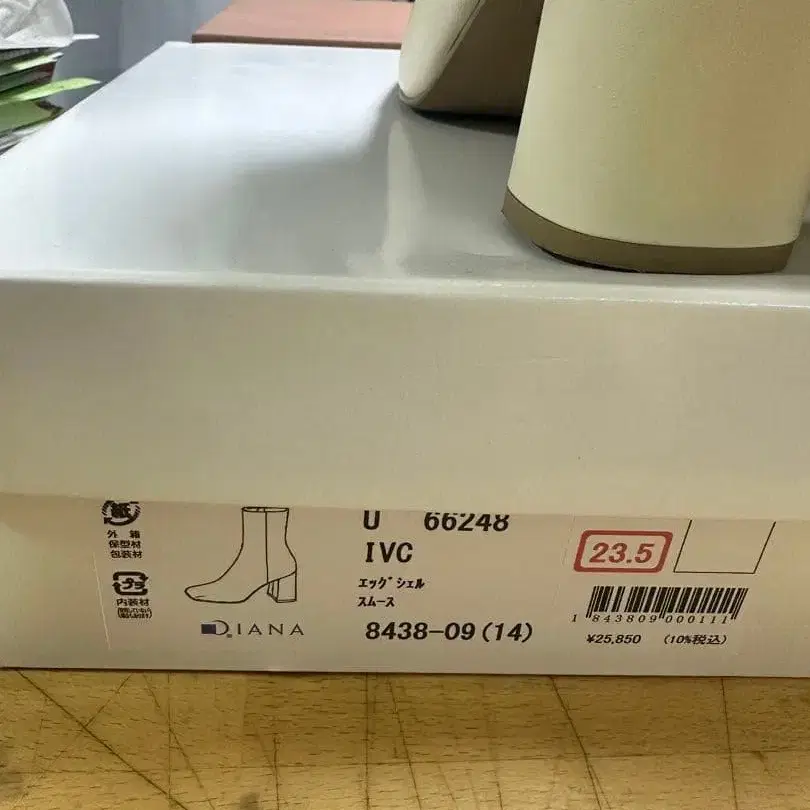 紙
外 箱
保型材
包装材
プラ
内装材
DIANA
U 66248
IVC
エッグシェル
スムース
8438-09(14)
23.5
1 843809 000111
¥25,850 (10%税込)